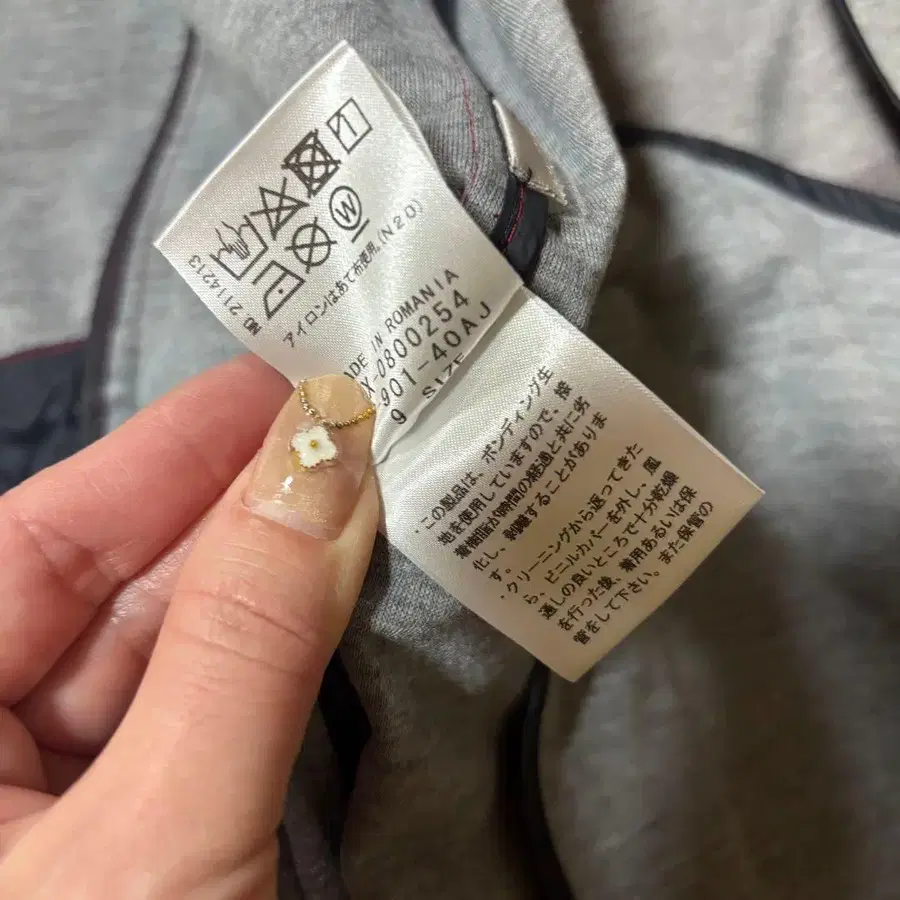 W
アイロンはあて布使用。(N20)
NO 2114213
MADE IN ROMANIA
X-0800254
-901-40AJ
9 SIZE
・この製品は、ボンディング生
地を使用していますので、接
着樹脂が時間の経過と共に劣
化し、剥離することがありま
す。
・クリーニングから返ってきた
ら、ビニルカバーを外し、風
通しの良いところで十分乾燥
を行った後、着用あるいは保
管をして下さい。また保管の